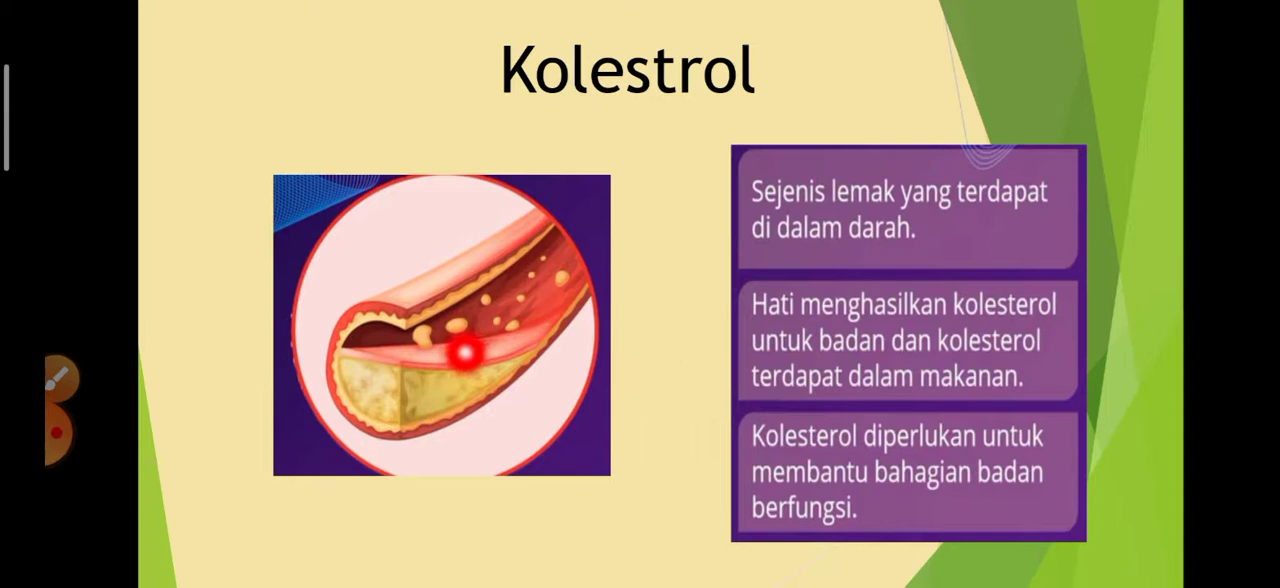 Kolestrol
Sejenis lemak yang terdapat
di dalam darah.
Hati menghasilkan kolesterol
untuk badan dan kolesterol
terdapat dalam makanan.
Kolesterol diperlukan untuk
membantu bahagian badan
berfungsi.